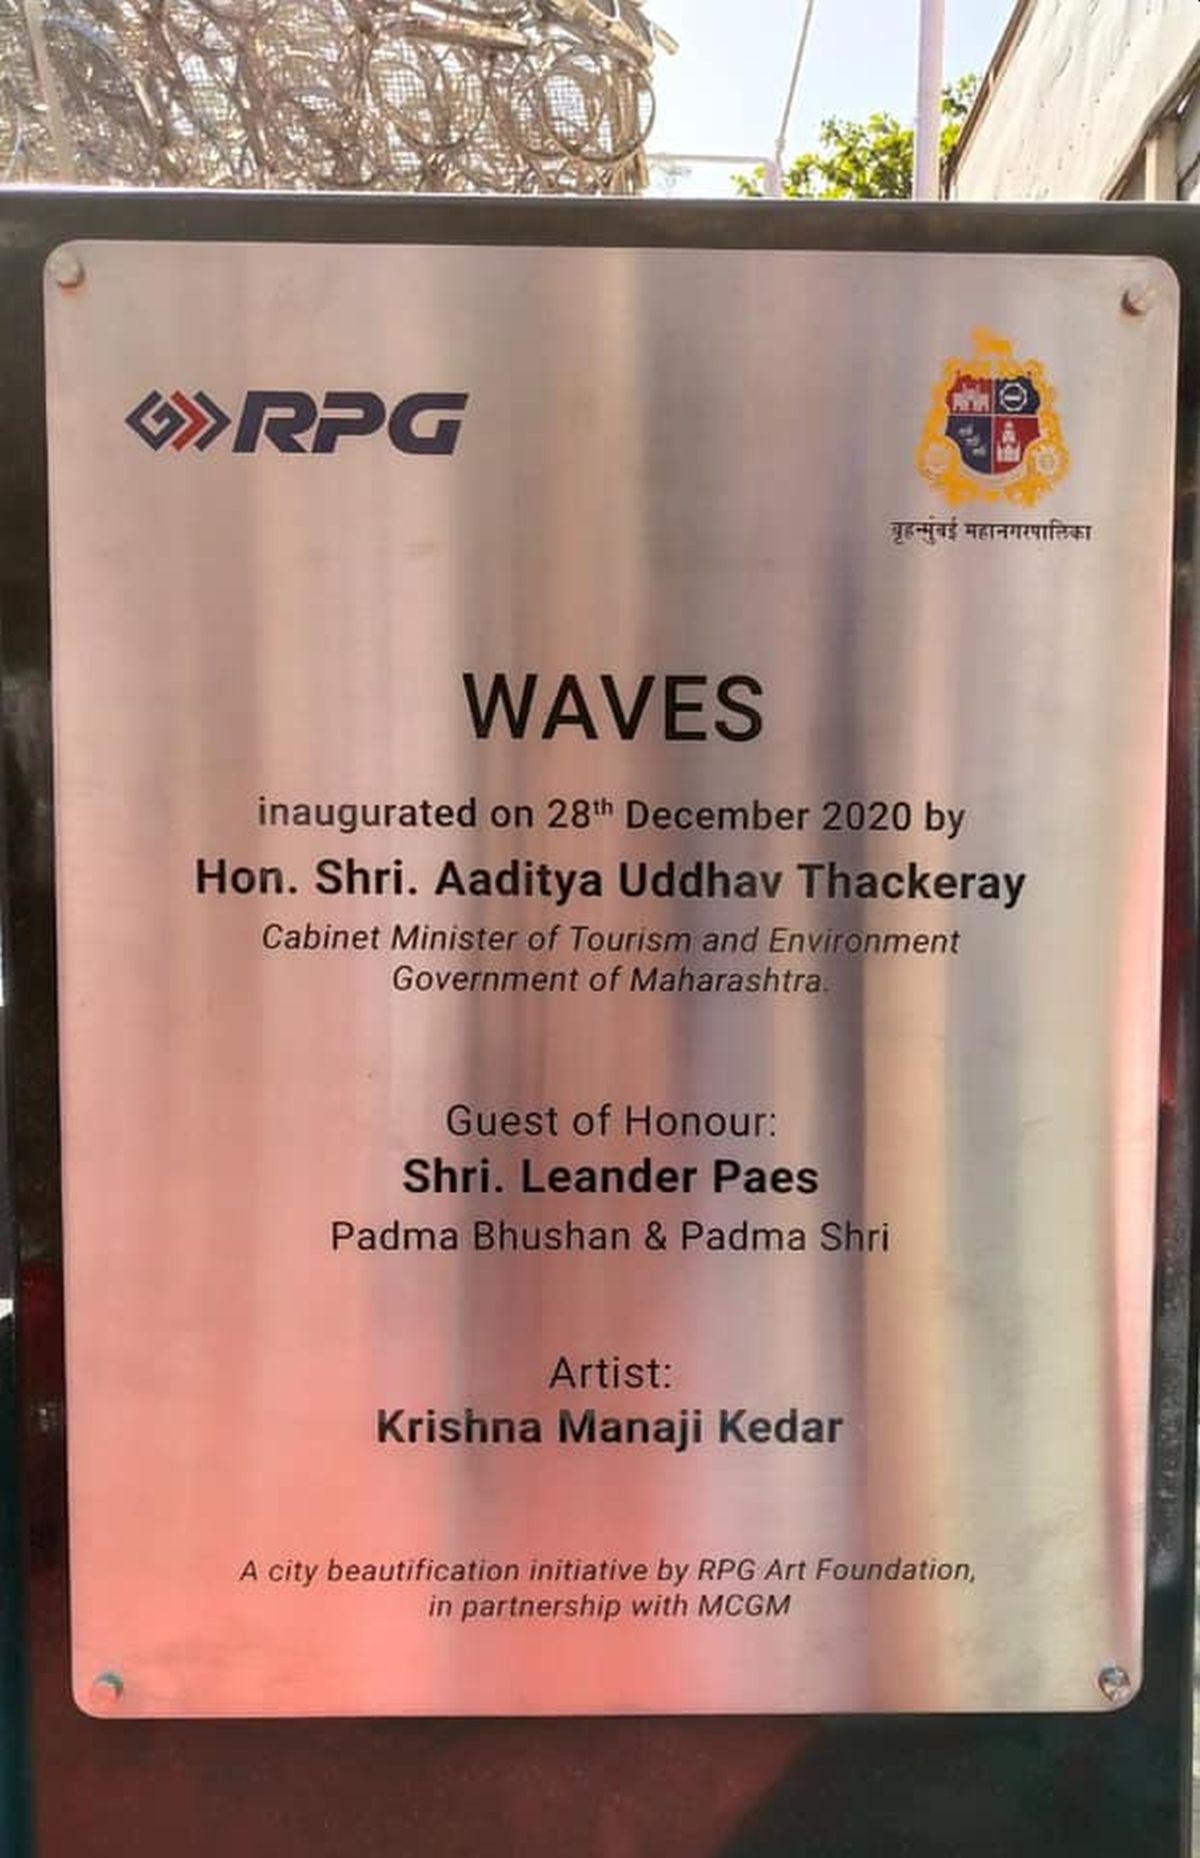 RPG
बृहन्मुंबई महानगरपालिका
WAVES
inaugurated on 28th December 2020 by
Hon. Shri. Aaditya Uddhav Thackeray
Cabinet Minister of Tourism and Environment
Government of Maharashtra.
Guest of Honour:
Shri. Leander Paes
Padma Bhushan & Padma Shri
Artist:
Krishna Manaji Kedar
A city beautification initiative by RPG Art Foundation,
in partnership with MCGM